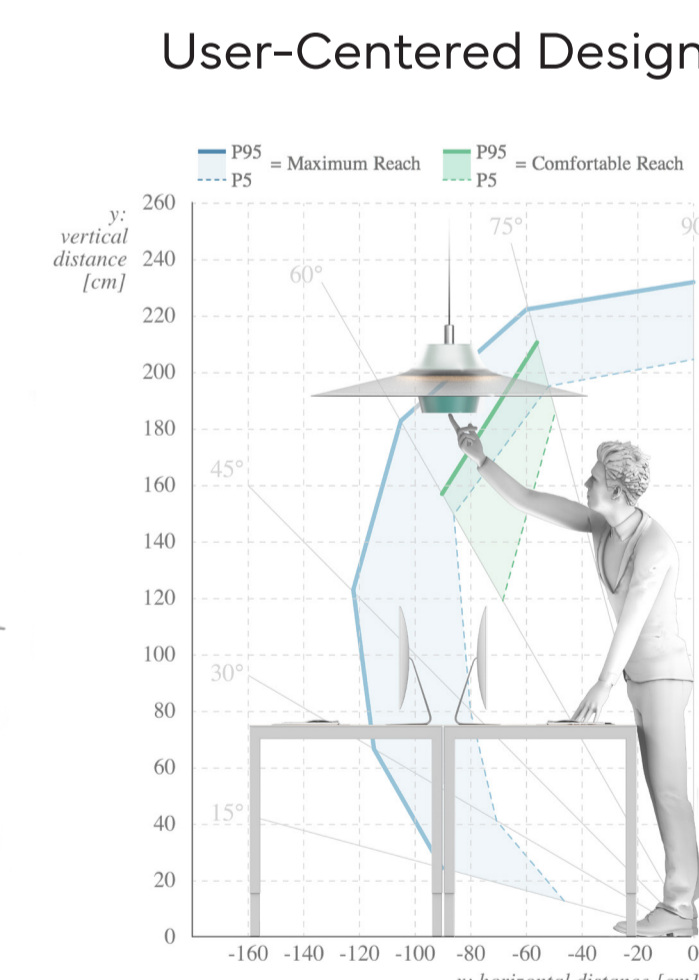 User-Centered Design
P95
P5
= Maximum Reach
P95
P5
= Comfortable Reach
y:
vertical
distance
[cm]
260
240
220
200
180
160
140
120
100
80
60
40
20
0
60°
75°
45°
30°
15°
-160 -140 -120 -100 -80 -60 -40 -20 0